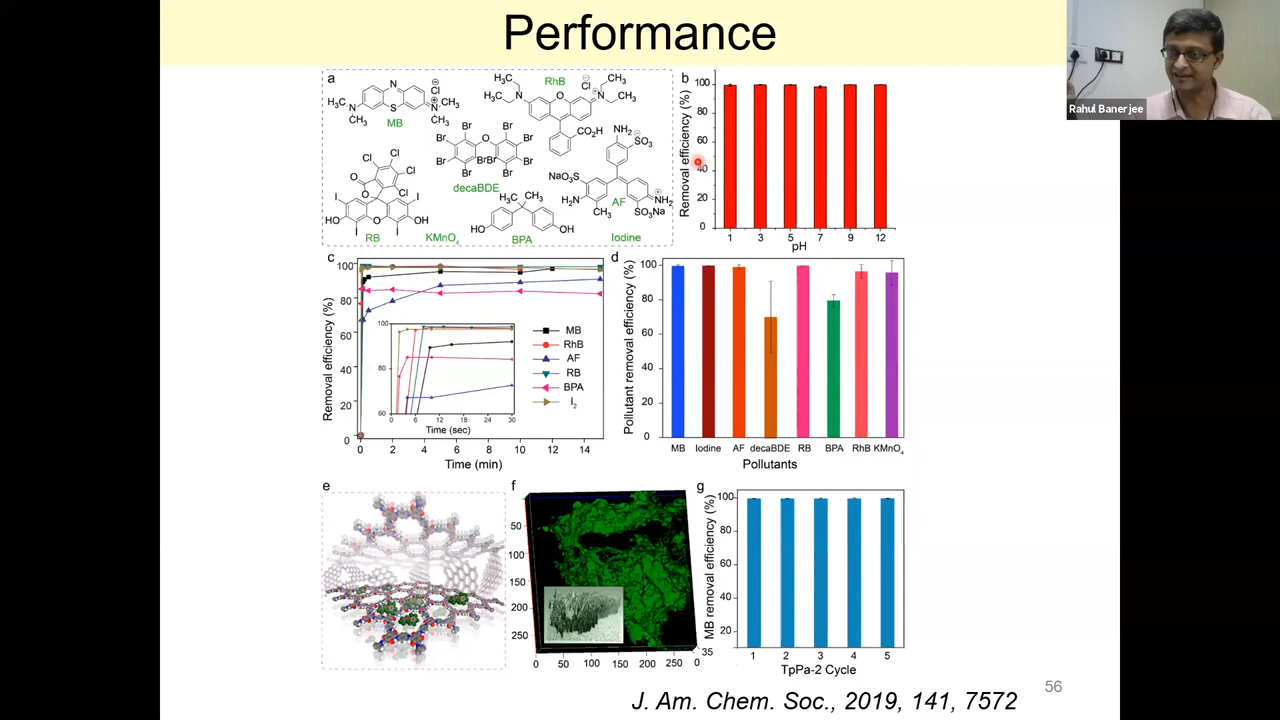 Performance
Rahul Banerjee
a
N
Cl
H₃C
N
S
N
CH₃
CH₃
CH₃
MB
RhB
H₃C
CH₃
Cl
H₃C
N
O
N
CH₃
CO₂H
Br
Br
Br
Br
O
Br
Br
Br
Br
Br
Br
decaBDE
NH₂
SO₃
NaO₃S
H₂N
CH₃
AF
NH₂
SO₃Na
Cl
Cl
Cl
Cl
O
O
I
I
HO
O
OH
I
I
RB
KMnO₄
H₃C
CH₃
HO
OH
BPA
Iodine
b
Removal efficiency (%)
100
80
60
40
20
0
1
3
5
7
9
12
pH
c
Removal efficiency (%)
100
80
60
40
20
0
0
2
4
6
8
10
12
14
Time (min)
100
80
60
0
6
12
18
24
30
Time (sec)
MB
RhB
AF
RB
BPA
I₂
d
Pollutant removal efficiency (%)
100
80
60
40
20
0
MB
Iodine
AF
decaBDE
RB
BPA
RhB
KMnO₄
Pollutants
e
f
50
100
150
200
250
0
50
100
150
200
250
0
35
g
MB removal efficiency (%)
100
80
60
40
20
1
2
3
4
5
TpPa-2 Cycle
56
J. Am. Chem. Soc., 2019, 141, 7572